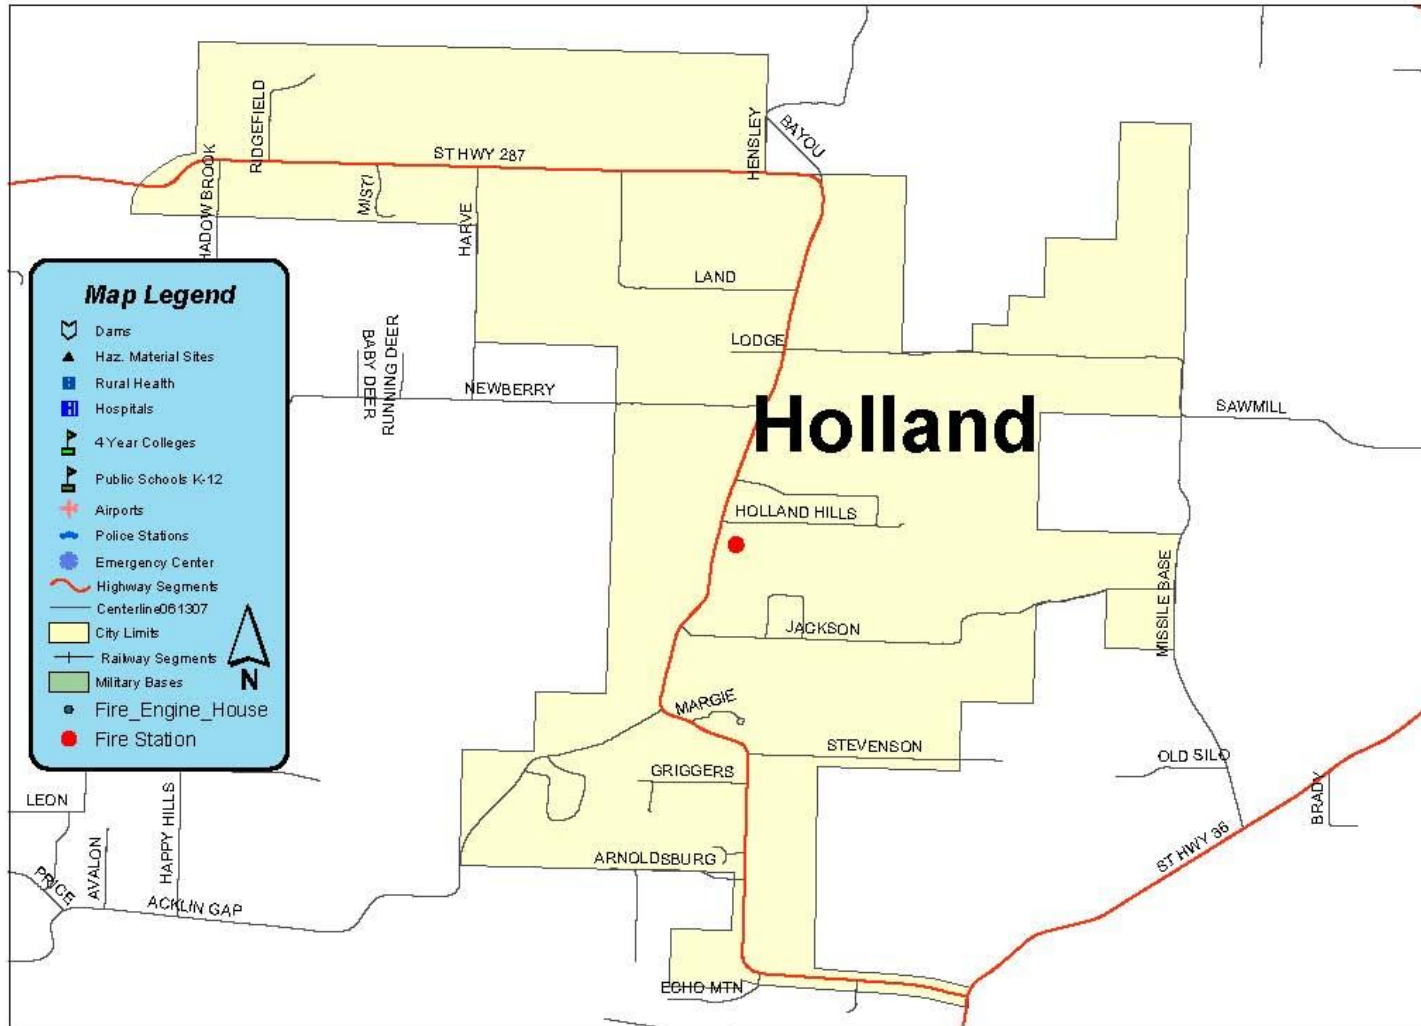 RIDGEFIELD
HENSLEY
BAYOU
ST HWY 287
HADOW BROOK
MISTY
HARVE
LAND
LODGE
Map Legend
Dams
Haz. Material Sites
Rural Health
Hospitals
4 Year Colleges
Public Schools K-12
Airports
Police Stations
Emergency Center
Highway Segments
Centerline061307
City Limits
Railway Segments
Military Bases
Fire_Engine_House
Fire Station
N
BABY DEER
RUNNING DEER
NEWBERRY
Holland
SAWMILL
HOLLAND HILLS
MISSILE BASE
JACKSON
MARGIE
STEVENSON
OLD SILO
GRIGGERS
BRADY
LEON
HAPPY HILLS
AVALON
PRICE
ARNOLDSBURG
ST HWY 36
ACKLIN GAP
ECHO MTN